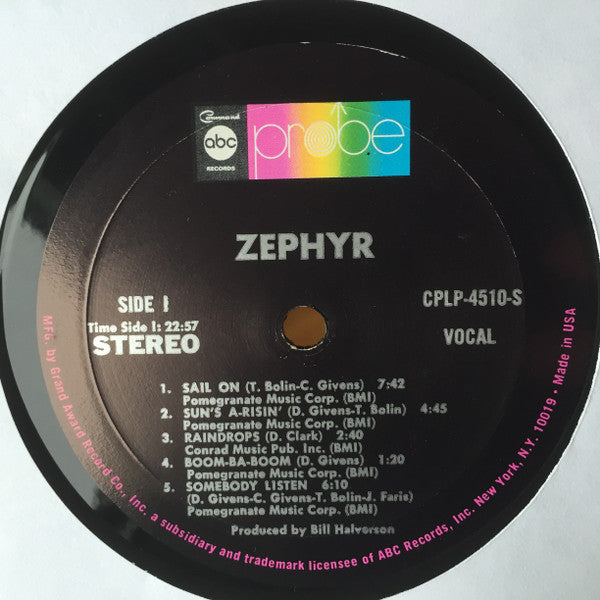 Command
abc
RECORDS
probe
ZEPHYR
SIDE 1
CPLP-4510-S
Time Side 1: 22:57
STEREO
VOCAL
1. SAIL ON (T. Bolin-C. Givens) 7:42
Pomegranate Music Corp. (BMI)
2. SUN'S A-RISIN' (D. Givens-T. Bolin) 4:45
Pomegranate Music Corp. (BMI)
3. RAINDROPS (D. Clark) 2:40
Conrad Music Pub. Inc. (BMI)
4. BOOM-BA-BOOM (D. Givens) 1:20
Pomegranate Music Corp. (BMI)
5. SOMEBODY LISTEN 6:10
(D. Givens-C. Givens-T. Bolin-J. Faris)
Pomegranate Music Corp. (BMI)
Produced by Bill Halverson
MFG. by Grand Award Record Co., Inc. a subsidiary and trademark licensee of ABC Records, Inc. New York, N.Y. 10019 • Made in USA